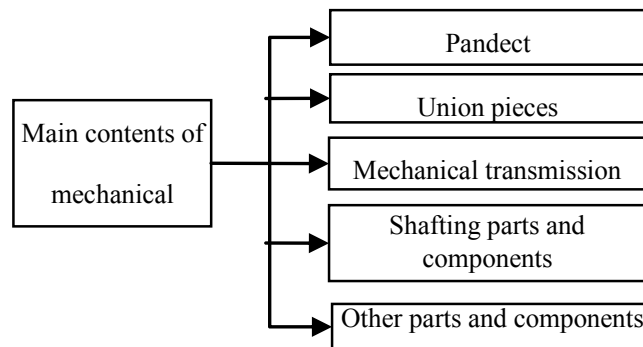 Main contents of
mechanical
Pandect
Union pieces
Mechanical transmission
Shafting parts and
components
Other parts and components